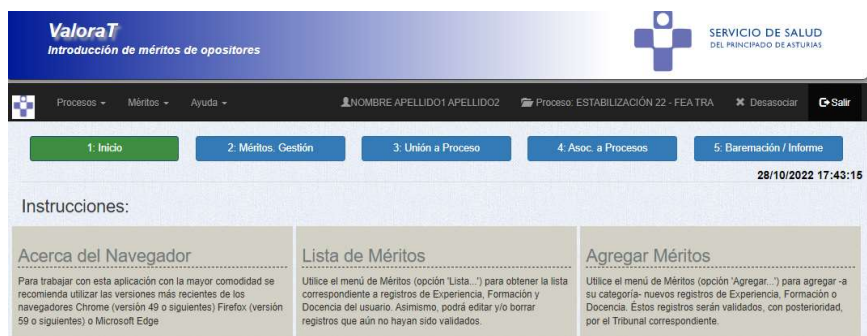 ValoraT
Introducción de méritos de opositores
SERVICIO DE SALUD
DEL PRINCIPADO DE ASTURIAS
Procesos Méritos Ayuda NOMBRE APELLIDO1 APELLIDO2 Proceso: ESTABILIZACIÓN 22 - FEA TRA Desasociar Salir
1: Inicio 2: Méritos. Gestión 3: Unión a Proceso 4: Asoc. a Procesos 5: Baremación / Informe
28/10/2022 17:43:15
Instrucciones:
Acerca del Navegador
Para trabajar con esta aplicación con la mayor comodidad se
recomienda utilizar las versiones más recientes de los
navegadores Chrome (versión 49 o siguientes) Firefox (versión
59 o siguientes) o Microsoft Edge
Lista de Méritos
Utilice el menú de Méritos (opción 'Lista...') para obtener la lista
correspondiente a registros de Experiencia, Formación y
Docencia del usuario. Asimismo, podrá editar y/o borrar
registros que aún no hayan sido validados.
Agregar Méritos
Utilice el menú de Méritos (opción 'Agregar...') para agregar -a
su categoría- nuevos registros de Experiencia, Formación o
Docencia. Éstos registros serán validados, con posterioridad,
por el Tribunal correspondiente.